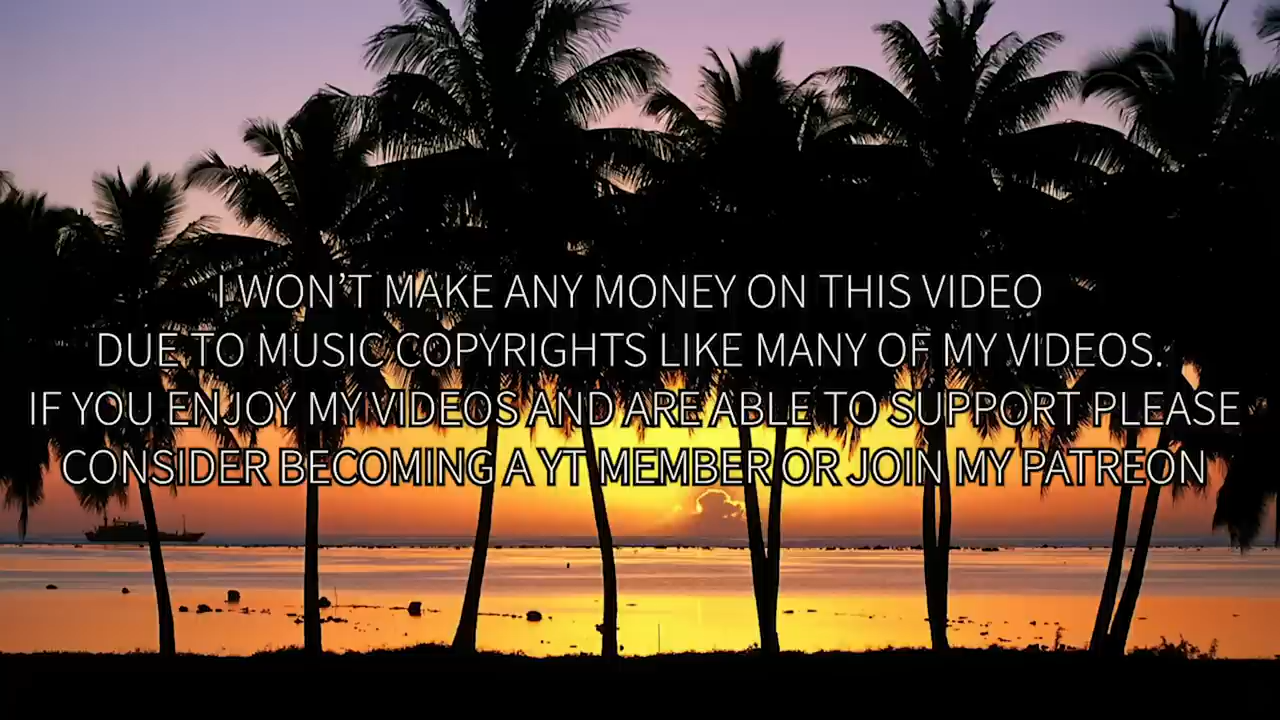 I WON’T MAKE ANY MONEY ON THIS VIDEO
DUE TO MUSIC COPYRIGHTS LIKE MANY OF MY VIDEOS.
IF YOU ENJOY MY VIDEOS AND ARE ABLE TO SUPPORT PLEASE
CONSIDER BECOMING A YT MEMBER OR JOIN MY PATREON